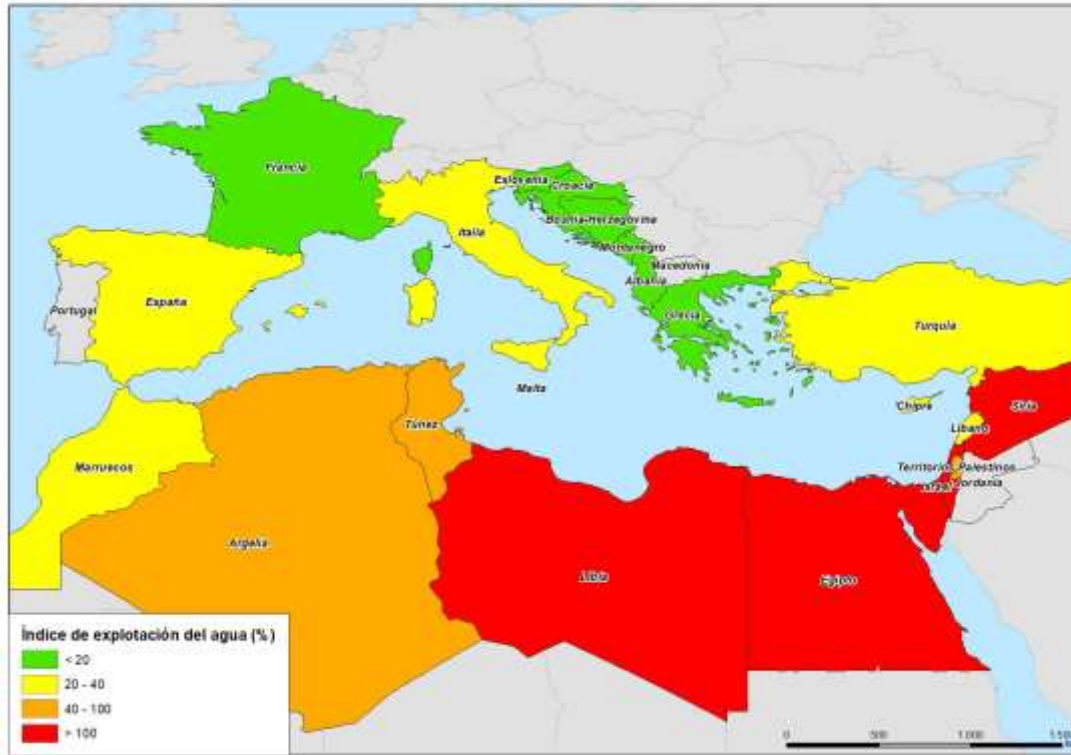 Francia
Eslovenia
Croacia
Bosnia-Herzegovina
Italia
Montenegro
Macedonia
Albania
Portugal
España
Grecia
Turquía
Malta
Chipre
Siria
Líbano
Túnez
Marruecos
Territorios Palestinos
Israel
Jordania
Argelia
Libia
Egipto
Índice de explotación del agua (%)
< 20
20 - 40
40 - 100
> 100
0 500 1.000